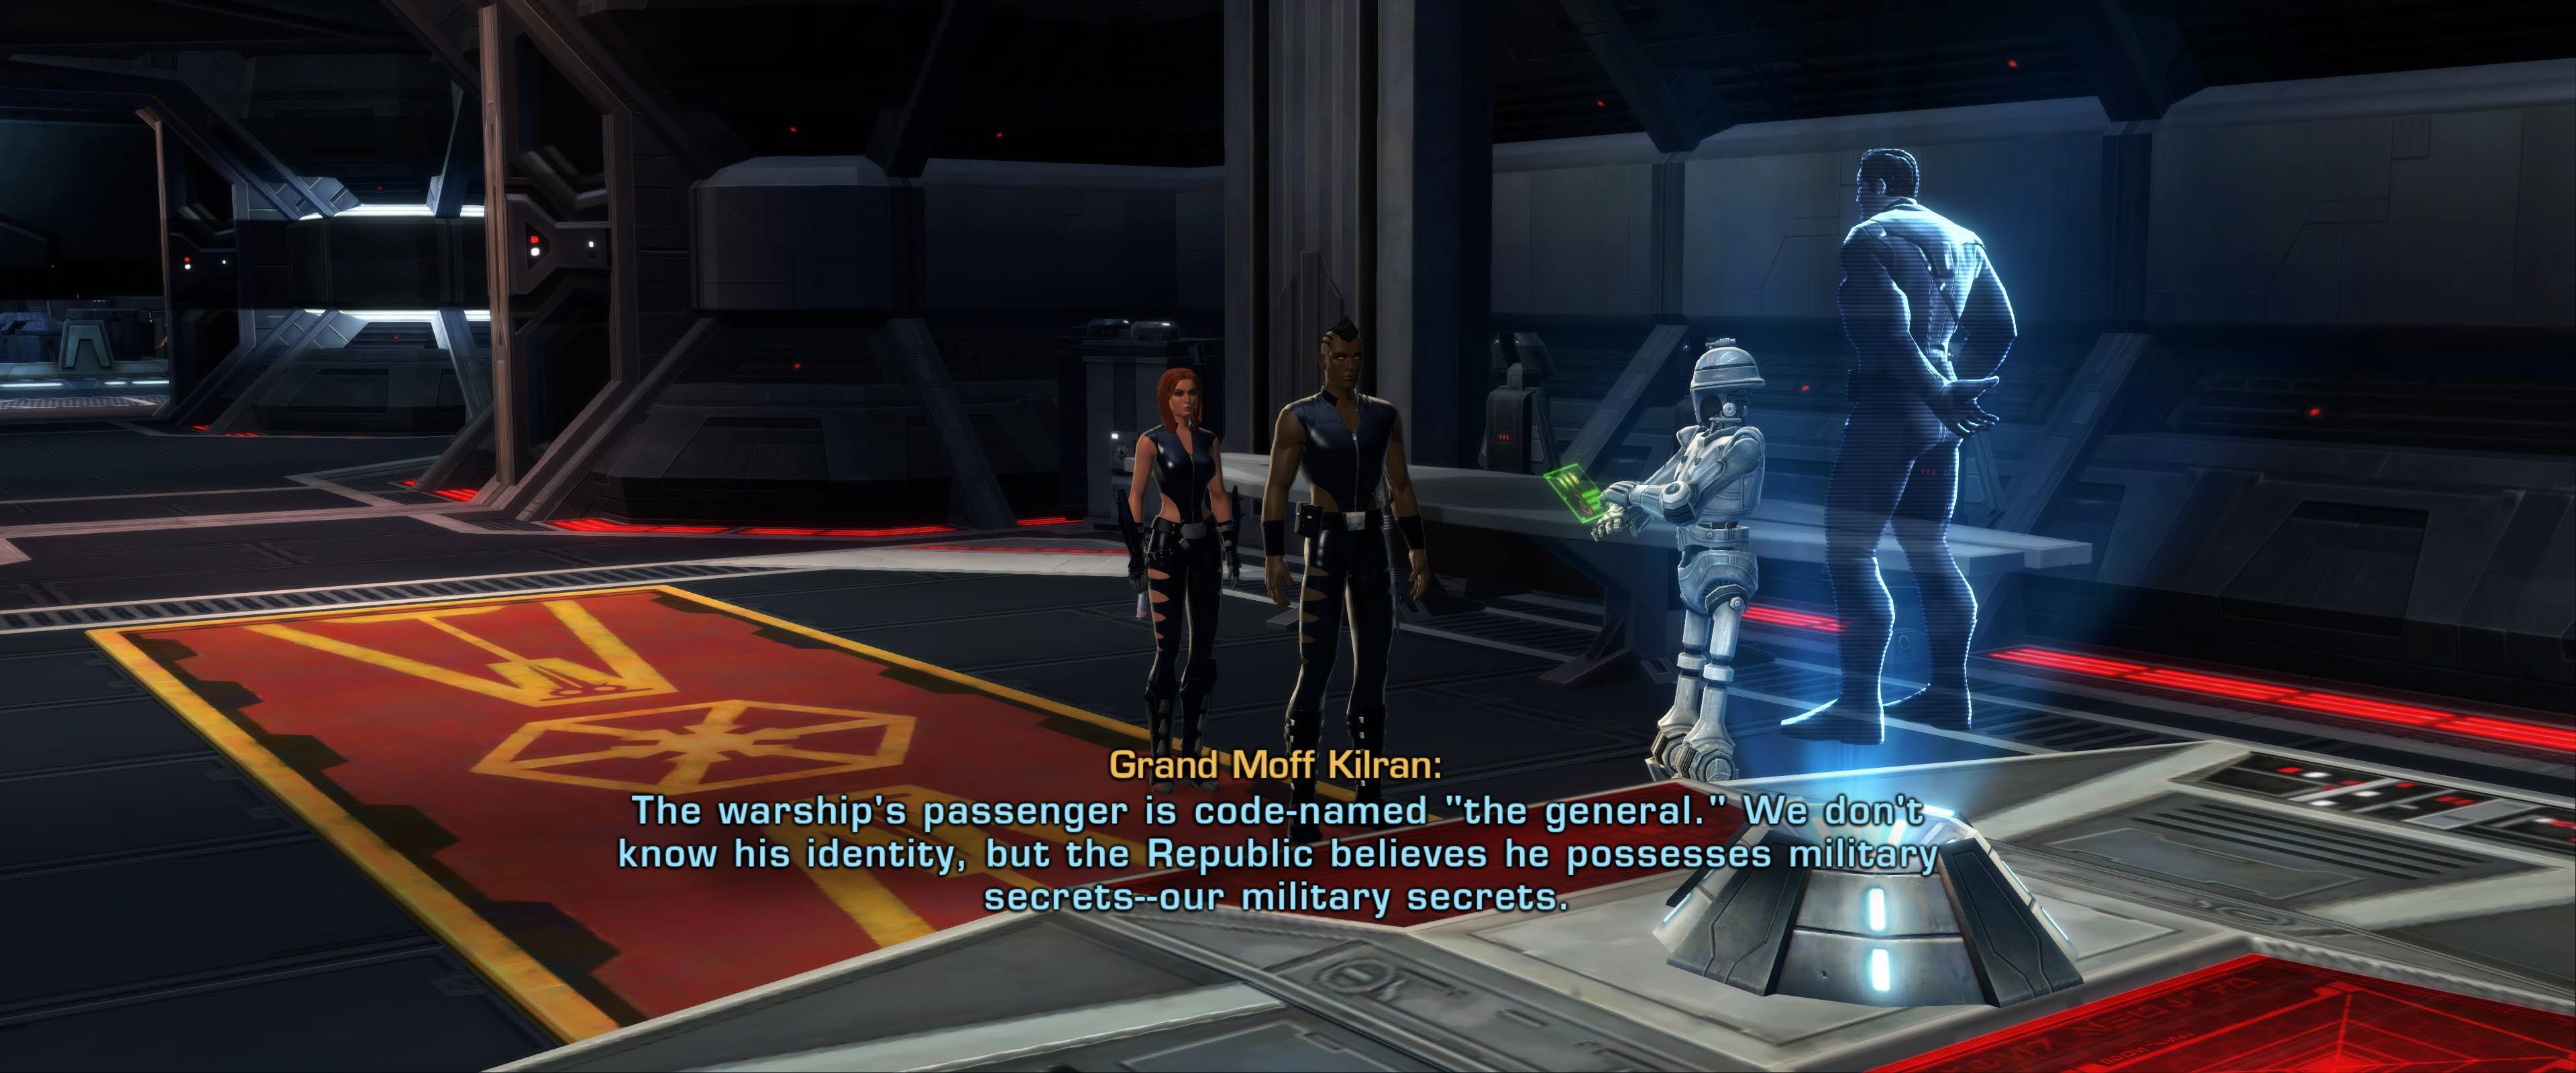 Grand Moff Kilran:
The warship's passenger is code-named "the general." We don't
know his identity, but the Republic believes he possesses military
secrets--our military secrets.